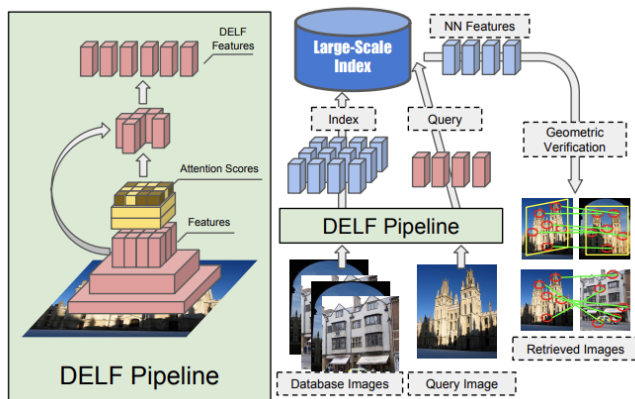 DELF
Features
Attention Scores
Features
DELF Pipeline
Large-Scale
Index
NN Features
Index
Query
Geometric
Verification
DELF Pipeline
Database Images
Query Image
Retrieved Images